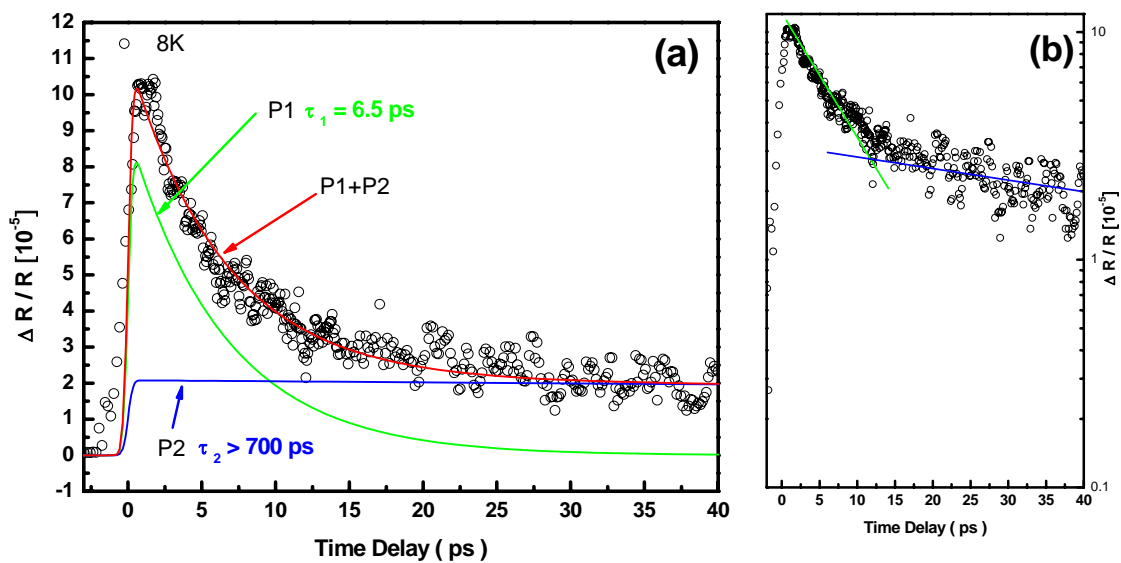 12
11
10
9
8
7
6
5
4
3
2
1
0
-1
Δ R / R [10⁻⁵]
8K
(a)
P1 τ ₁ = 6.5 ps
P1+P2
P2 τ ₂ > 700 ps
0 5 10 15 20 25 30 35 40
Time Delay ( ps )
(b)
10
1
0.1
Δ R / R [10⁻⁵]
0 5 10 15 20 25 30 35 40
Time Delay ( ps )